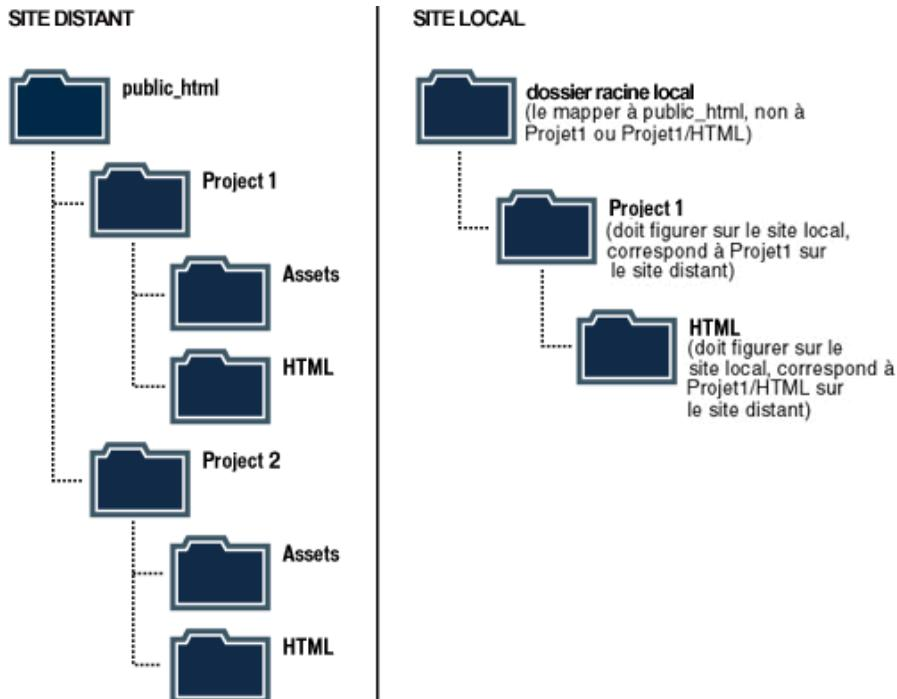 SITE DISTANT
public_html
Project 1
Assets
HTML
Project 2
Assets
HTML
SITE LOCAL
dossier racine local
(le mapper à public_html, non à
Projet1 ou Projet1/HTML)
Project 1
(doit figurer sur le site local,
correspond à Projet1 sur
le site distant)
HTML
(doit figurer sur le
site local, correspond à
Projet1/HTML sur
le site distant)